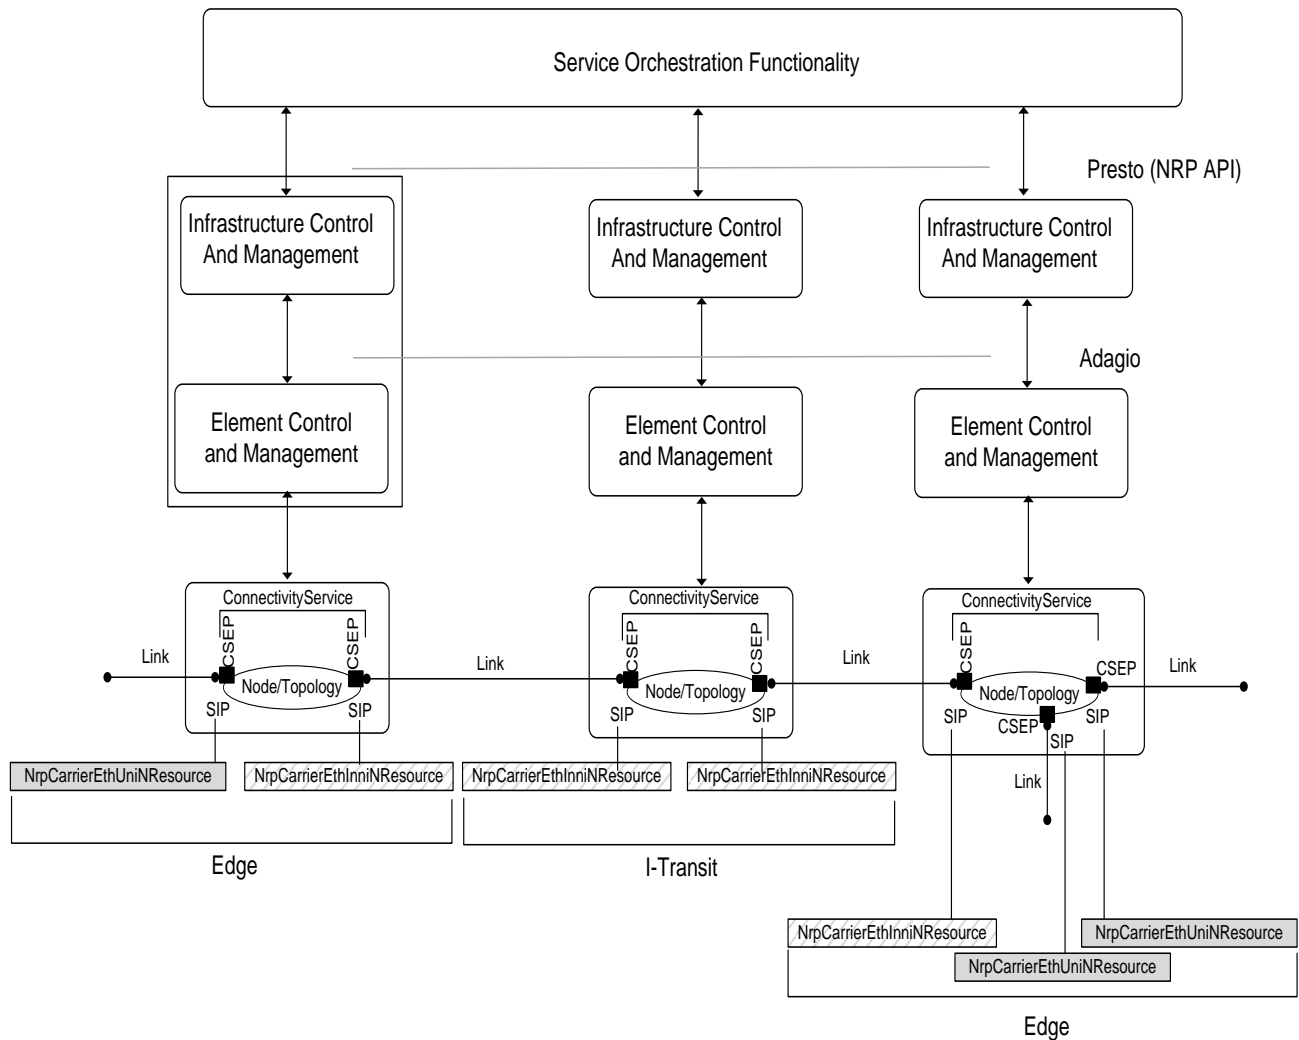 Service Orchestration Functionality
Presto (NRP API)
Infrastructure Control
And Management
Infrastructure Control
And Management
Infrastructure Control
And Management
Adagio
Element Control
and Management
Element Control
and Management
Element Control
and Management
ConnectivityService
ConnectivityService
ConnectivityService
Link
CSEP
CSEP
Node/Topology
SIP
SIP
Link
CSEP
CSEP
Node/Topology
SIP
SIP
Link
CSEP
CSEP
Link
Node/Topology
SIP
CSEP
SIP
SIP
Link
NrpCarrierEthUniNResource
NrpCarrierEthInniNResource
NrpCarrierEthInniNResource
NrpCarrierEthInniNResource
Edge
I-Transit
NrpCarrierEthInniNResource
NrpCarrierEthUniNResource
NrpCarrierEthUniNResource
Edge